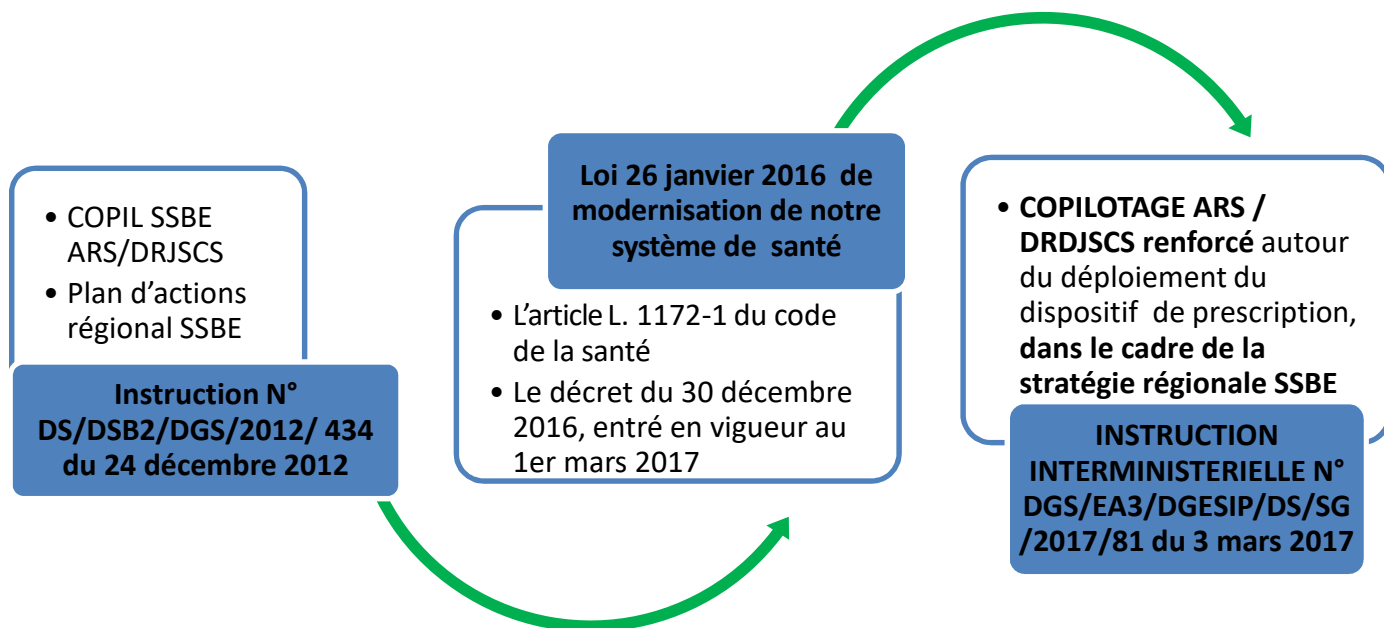 • COPIL SSBE
ARS/DRJSCS
• Plan d'actions
régional SSBE
Instruction N°
DS/DSB2/DGS/2012/ 434
du 24 décembre 2012
Loi 26 janvier 2016 de
modernisation de notre
système de santé
• L'article L. 1172-1 du code
de la santé
• Le décret du 30 décembre
2016, entré en vigueur au
1er mars 2017
• COPILOTAGE ARS /
DRDJSCS renforcé autour
du déploiement du
dispositif de prescription,
dans le cadre de la
stratégie régionale SSBE
INSTRUCTION
INTERMINISTERIELLE N°
DGS/EA3/DGESIP/DS/SG
/2017/81 du 3 mars 2017